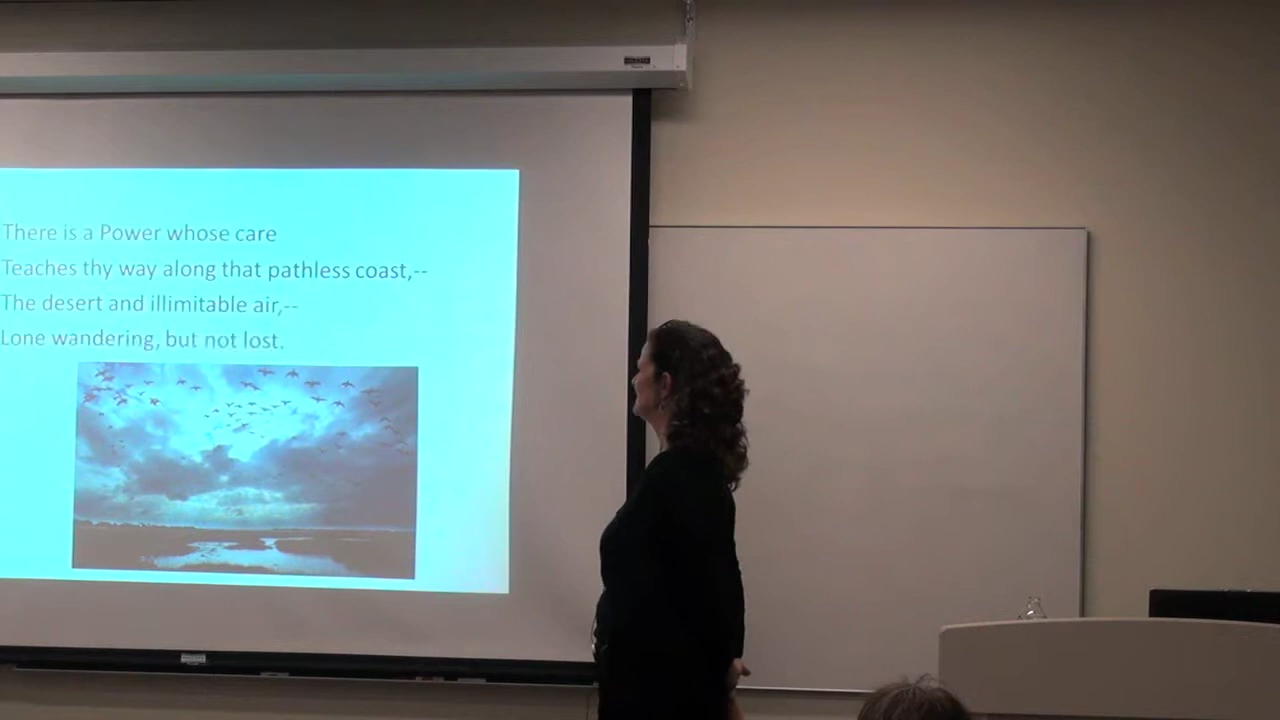 There is a Power whose care
Teaches thy way along that pathless coast,--
The desert and illimitable air,--
Lone wandering, but not lost.